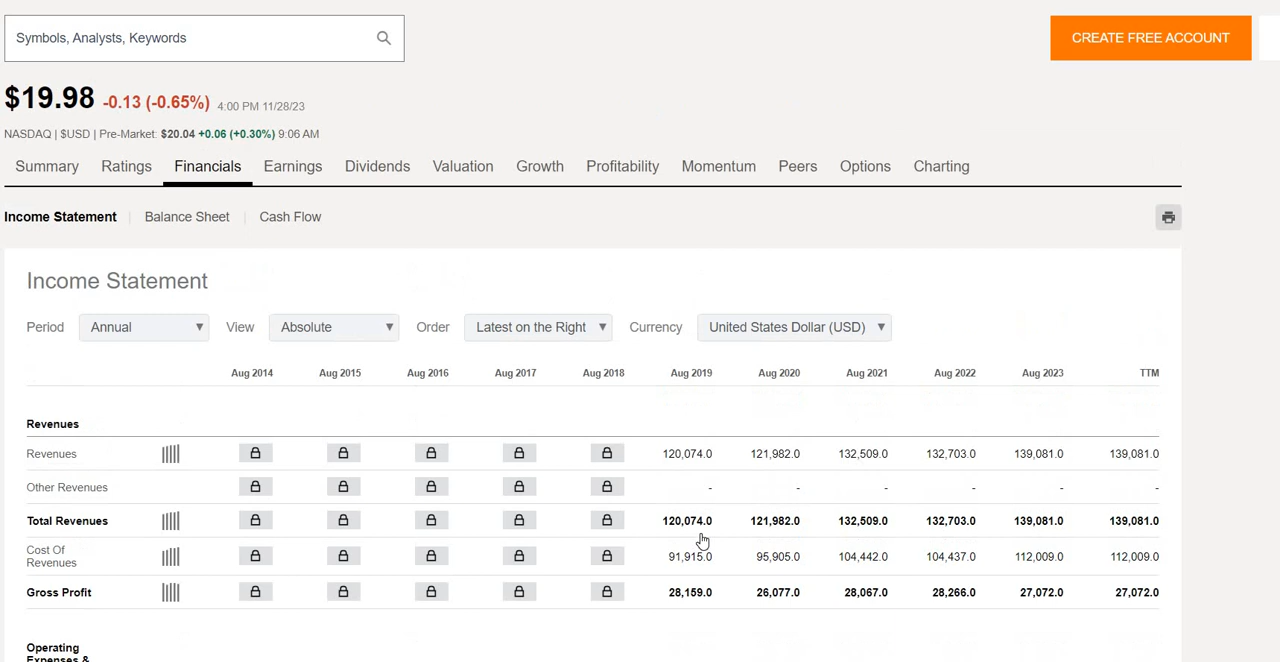 Symbols, Analysts, Keywords
CREATE FREE ACCOUNT
$19.98 -0.13 (-0.65%) 4:00 PM 11/28/23
NASDAQ | $USD | Pre-Market: $20.04 +0.06 (+0.30%) 9:06 AM
Summary Ratings Financials Earnings Dividends Valuation Growth Profitability Momentum Peers Options Charting
Income Statement | Balance Sheet | Cash Flow
Income Statement
Period Annual View Absolute Order Latest on the Right Currency United States Dollar (USD)
Aug 2014 Aug 2015 Aug 2016 Aug 2017 Aug 2018 Aug 2019 Aug 2020 Aug 2021 Aug 2022 Aug 2023 TTM
Revenues
Revenues 120,074.0 121,982.0 132,509.0 132,703.0 139,081.0 139,081.0
Other Revenues - - - - - -
Total Revenues 120,074.0 121,982.0 132,509.0 132,703.0 139,081.0 139,081.0
Cost Of
Revenues 91,915.0 95,905.0 104,442.0 104,437.0 112,009.0 112,009.0
Gross Profit 28,159.0 26,077.0 28,067.0 28,266.0 27,072.0 27,072.0
Operating
Expenses &